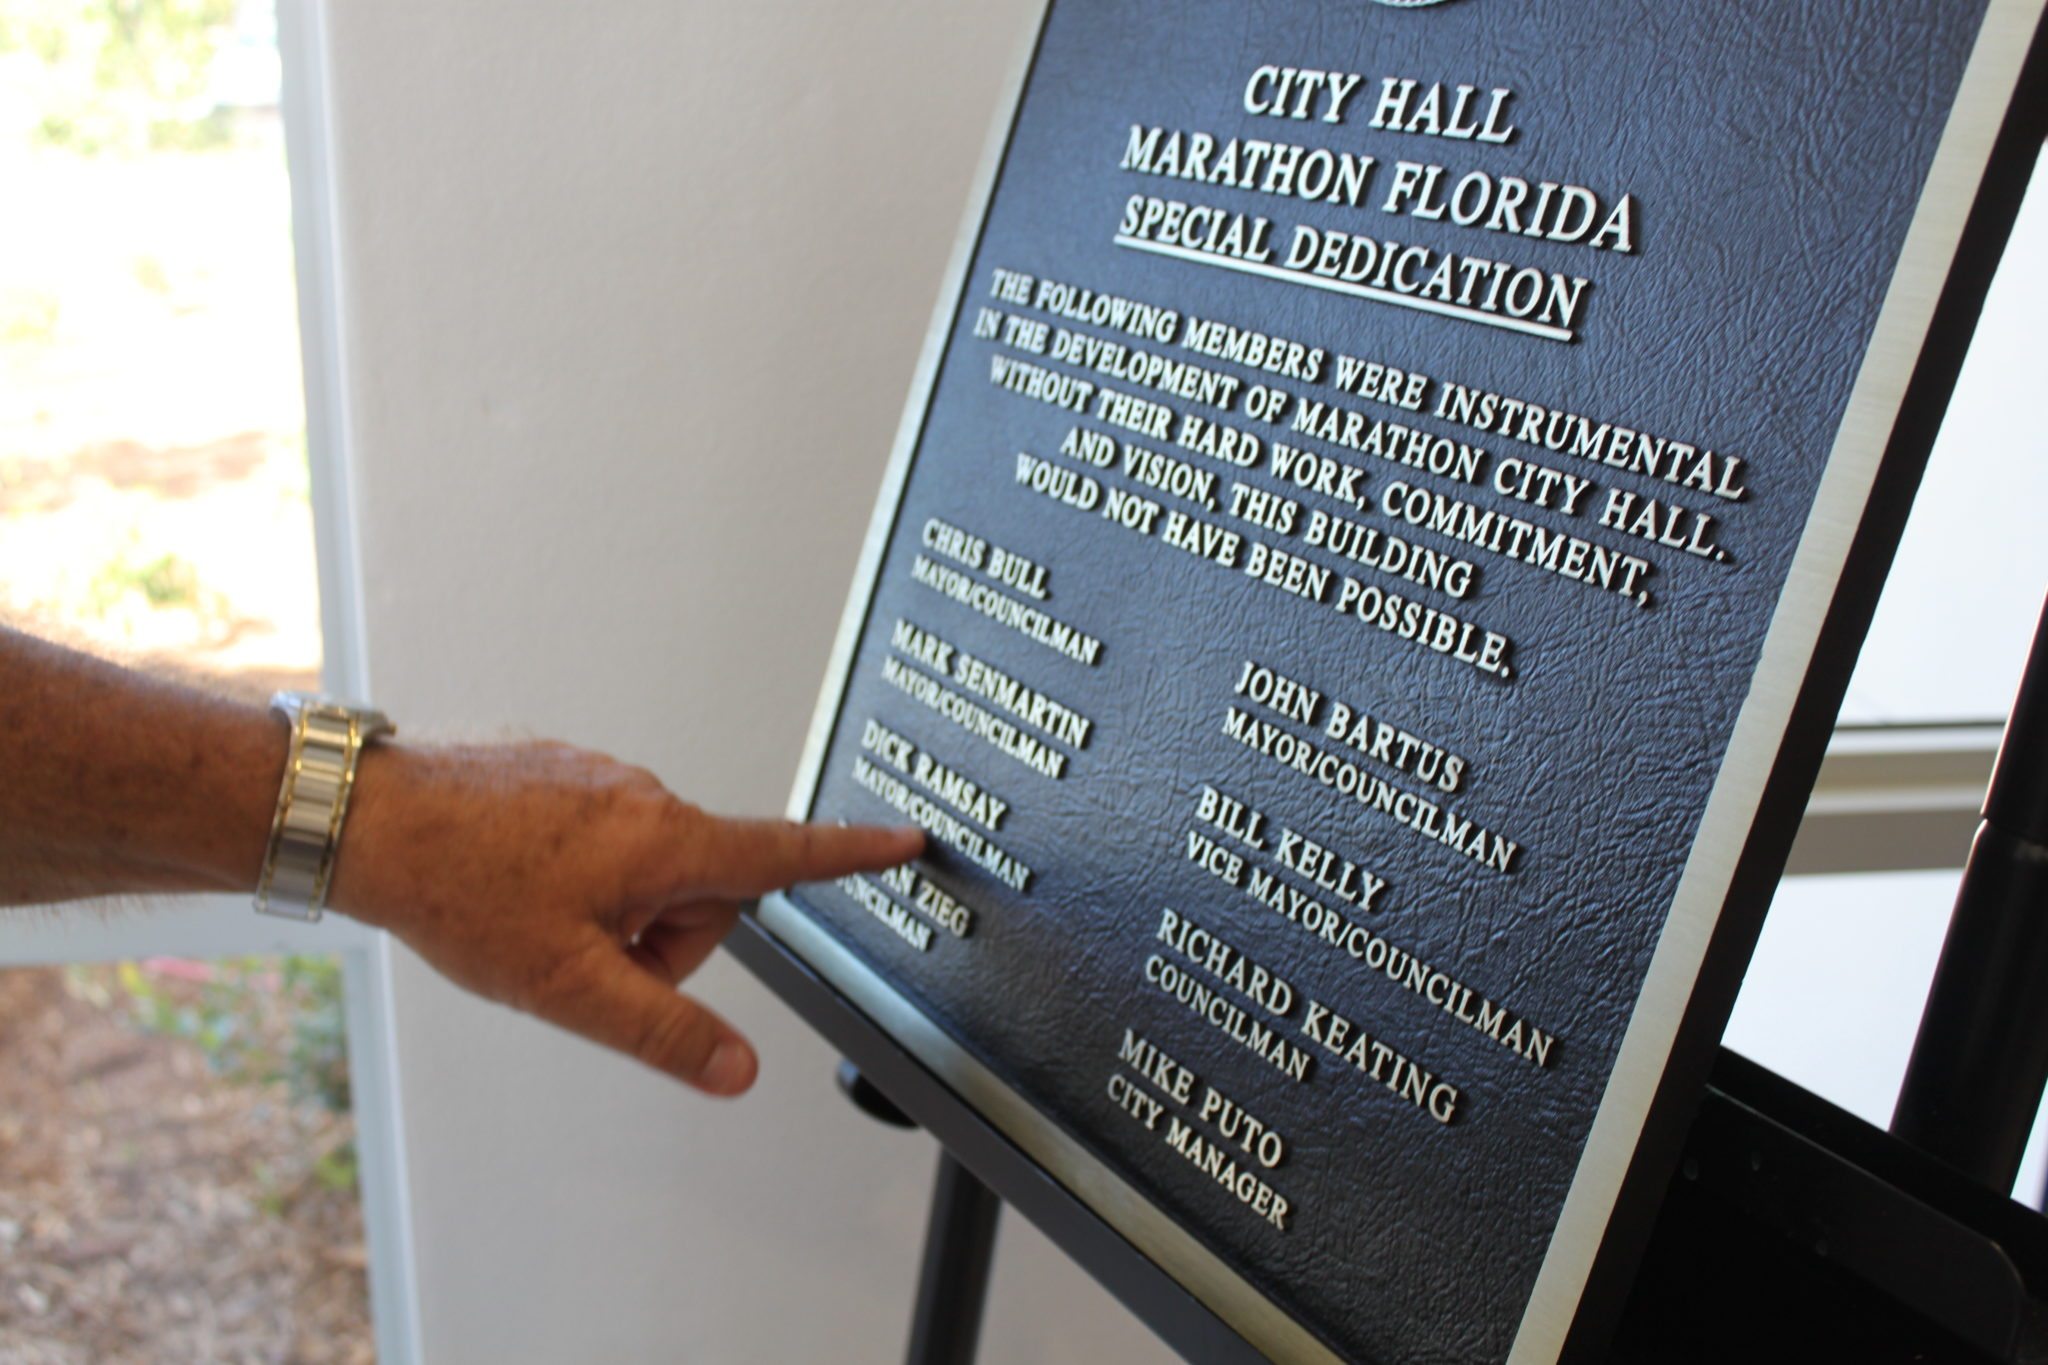 CITY HALL
MARATHON FLORIDA
SPECIAL DEDICATION
THE FOLLOWING MEMBERS WERE INSTRUMENTAL
IN THE DEVELOPMENT OF MARATHON CITY HALL.
WITHOUT THEIR HARD WORK, COMMITMENT,
AND VISION, THIS BUILDING
WOULD NOT HAVE BEEN POSSIBLE.
CHRIS BULL
MAYOR/COUNCILMAN
MARK SENMARTIN
MAYOR/COUNCILMAN
DICK RAMSAY
MAYOR/COUNCILMAN
ZIEG
JOHN BARTUS
MAYOR/COUNCILMAN
BILL KELLY
VICE MAYOR/COUNCILMAN
RICHARD KEATING
COUNCILMAN
MIKE PUTO
CITY MANAGER